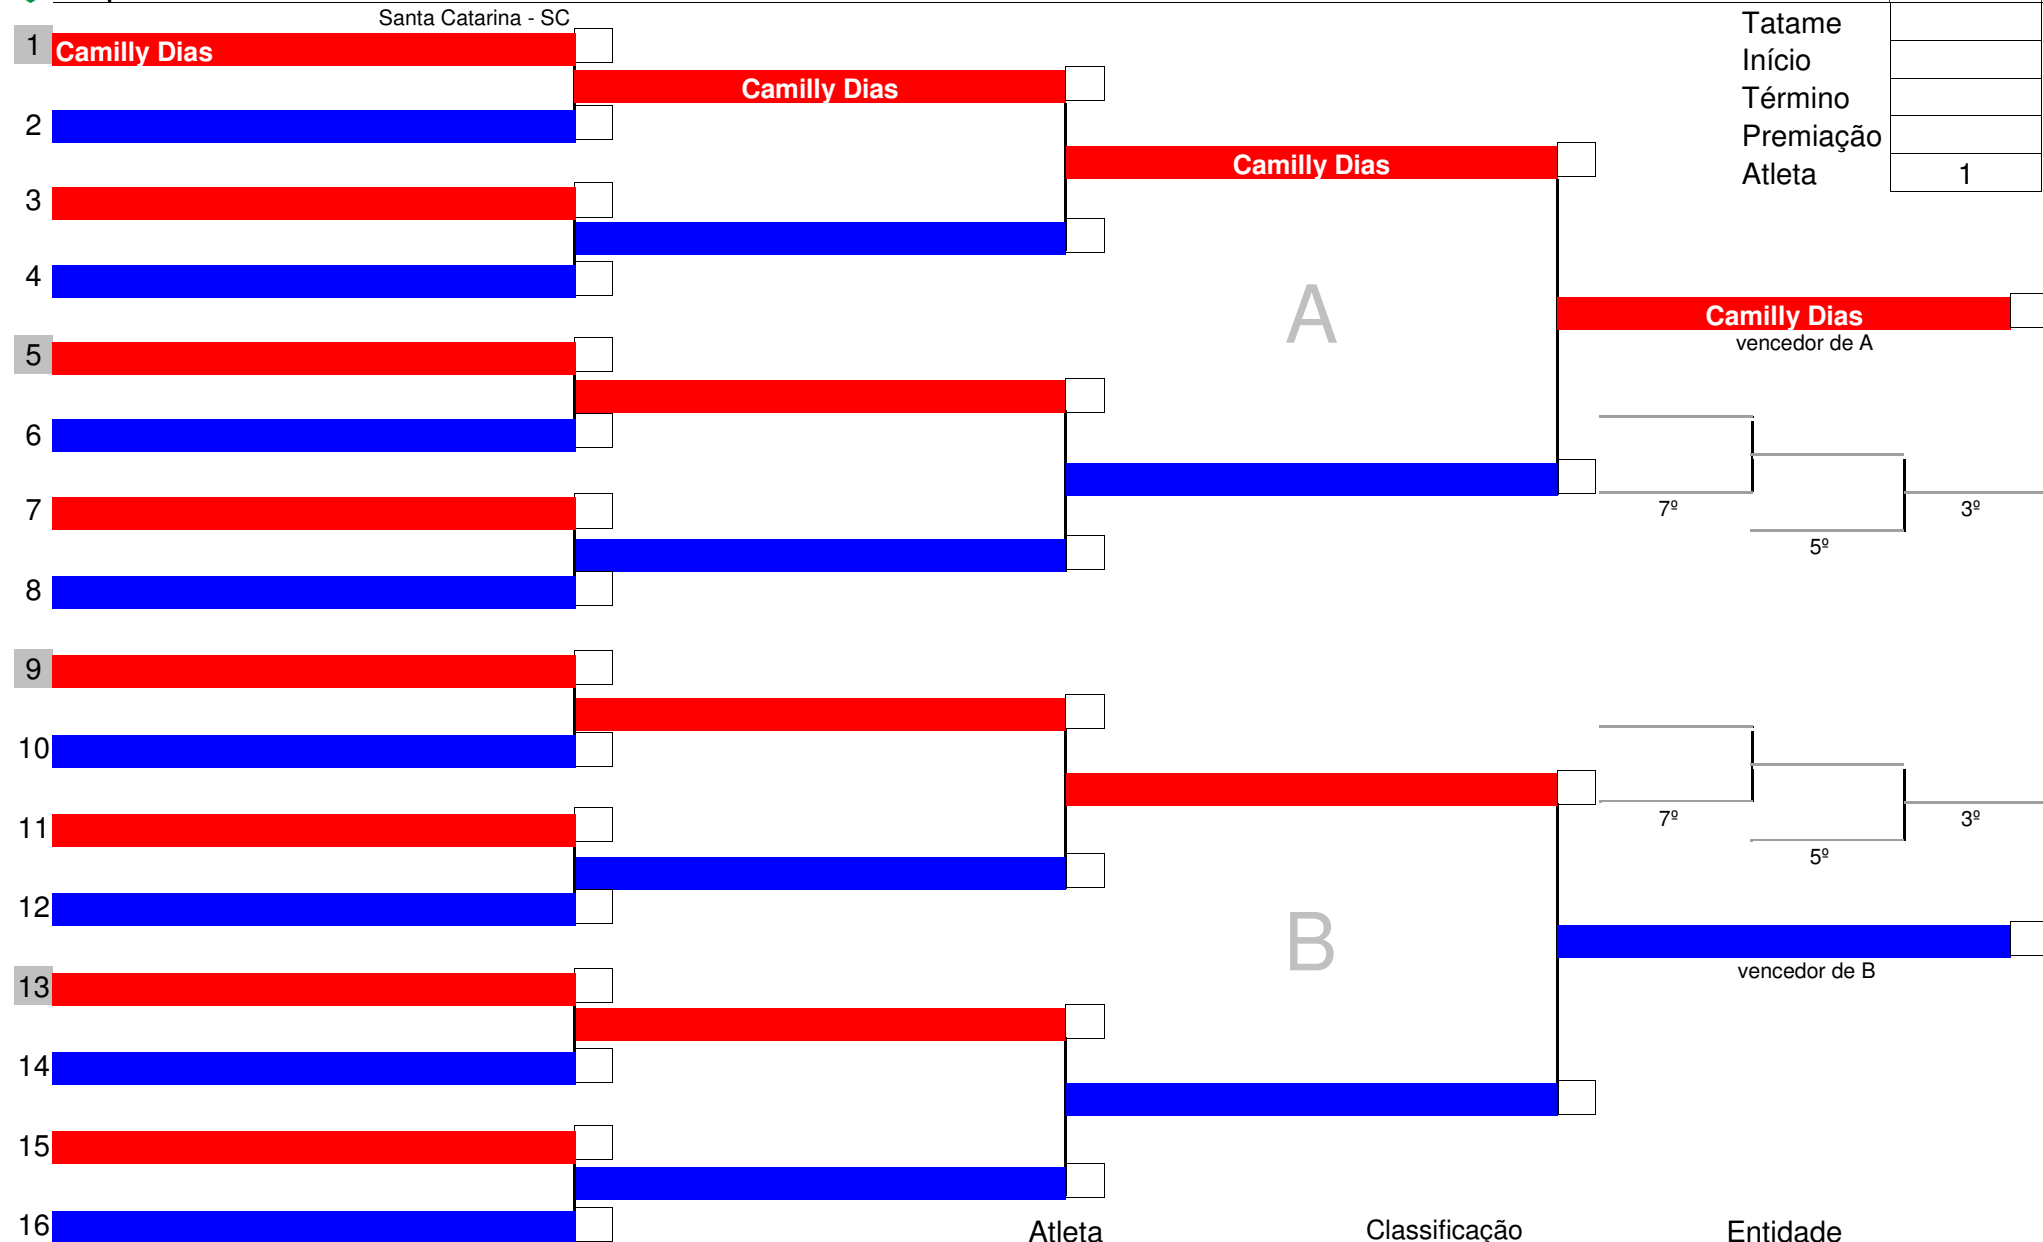 Santa Catarina - SC
1 Camilly Dias
Camilly Dias
Camilly Dias
Camilly Dias
vencedor de A
Tatame
Início
Término
Premiação
Atleta 1
2
3
4
5
6
7
8
A
7º
5º
3º
9
10
11
12
13
14
15
16
B
7º
5º
3º
vencedor de B
Atleta Classificação Entidade